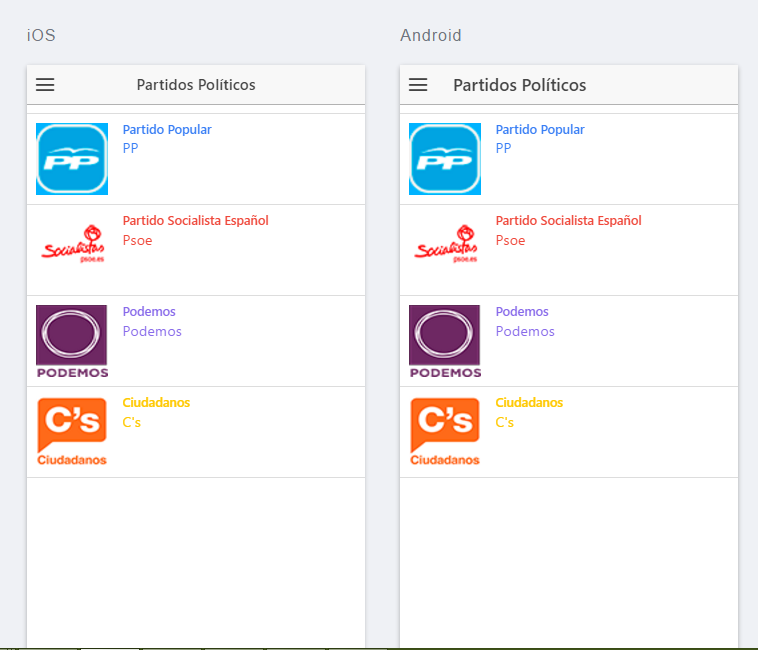 iOS
Partidos Políticos
PP
Partido Popular
PP
Socialistas
psoe.es
Partido Socialista Español
Psoe
PODEMOS
Podemos
Podemos
C's
Ciudadanos
Ciudadanos
C's
Android
Partidos Políticos
PP
Partido Popular
PP
Socialistas
psoe.es
Partido Socialista Español
Psoe
PODEMOS
Podemos
Podemos
C's
Ciudadanos
Ciudadanos
C's